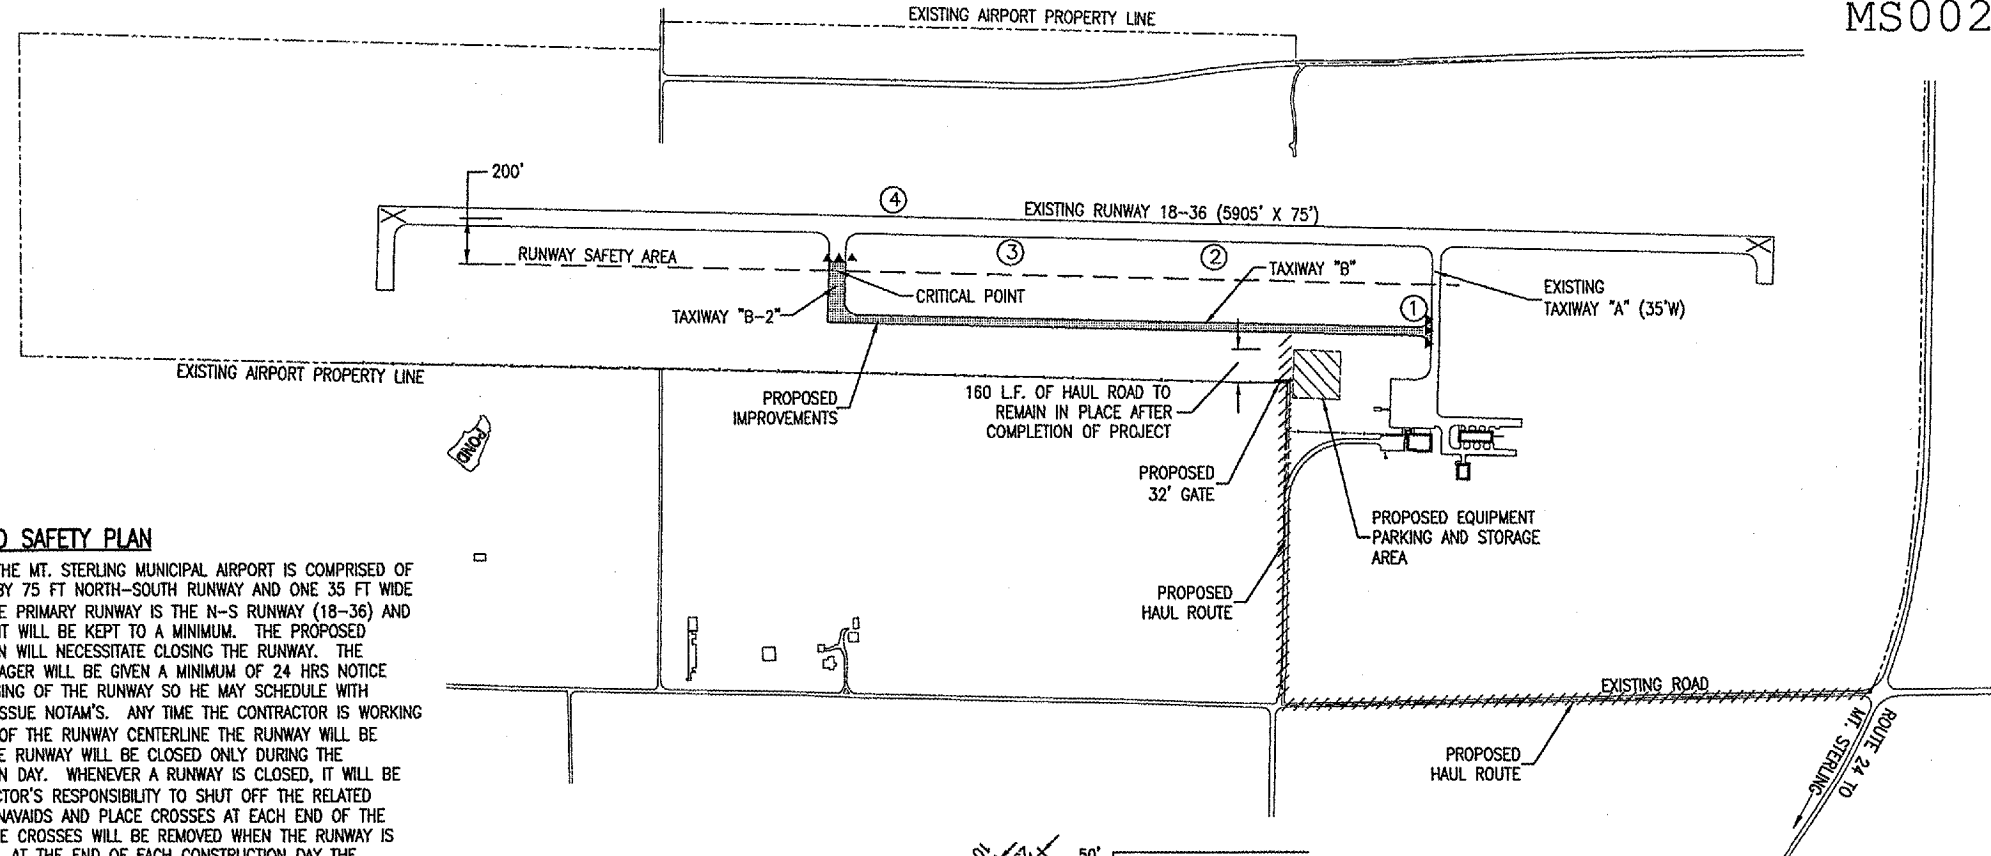 MS002
EXISTING AIRPORT PROPERTY LINE
200'
4
EXISTING RUNWAY 18-36 (5905' X 75')
3
2
RUNWAY SAFETY AREA
TAXIWAY "B"
CRITICAL POINT
EXISTING
TAXIWAY "A" (35'W)
1
TAXIWAY "B-2"
EXISTING AIRPORT PROPERTY LINE
PROPOSED
IMPROVEMENTS
160 L.F. OF HAUL ROAD TO
REMAIN IN PLACE AFTER
COMPLETION OF PROJECT
POND
PROPOSED
32' GATE
PROPOSED EQUIPMENT
PARKING AND STORAGE
AREA
PROPOSED
HAUL ROUTE
SAFETY PLAN
THE MT. STERLING MUNICIPAL AIRPORT IS COMPRISED OF
BY 75 FT NORTH-SOUTH RUNWAY AND ONE 35 FT WIDE
PRIMARY RUNWAY IS THE N-S RUNWAY (18-36) AND
WILL BE KEPT TO A MINIMUM. THE PROPOSED
WILL NECESSITATE CLOSING THE RUNWAY. THE
WILL BE GIVEN A MINIMUM OF 24 HRS NOTICE
OF THE RUNWAY SO HE MAY SCHEDULE WITH
ISSUE NOTAM'S. ANY TIME THE CONTRACTOR IS WORKING
OF THE RUNWAY CENTERLINE THE RUNWAY WILL BE
RUNWAY WILL BE CLOSED ONLY DURING THE
DAY. WHENEVER A RUNWAY IS CLOSED, IT WILL BE
RESPONSIBILITY TO SHUT OFF THE RELATED
NAVAIDS AND PLACE CROSSES AT EACH END OF THE
CROSSES WILL BE REMOVED WHEN THE RUNWAY IS
AT THE END OF EACH CONSTRUCTION DAY THE
EXISTING ROAD
PROPOSED
HAUL ROUTE
ROUTE 24 TO
MT. STERLING
50'